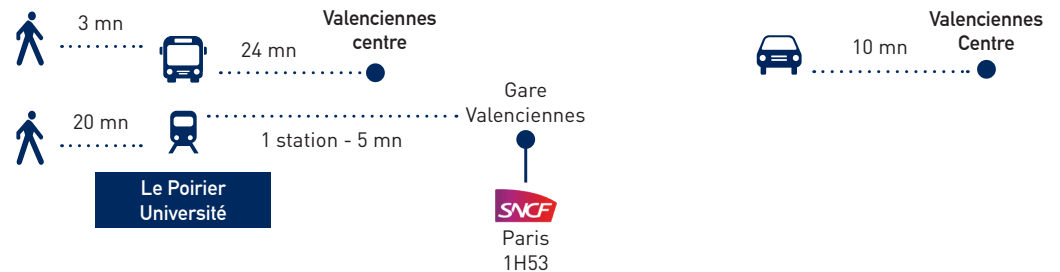 3 mn
24 mn
Valenciennes
centre
20 mn
1 station - 5 mn
Gare
Valenciennes
Le Poirier
Université
SNCF
Paris
1H53
10 mn
Valenciennes
Centre